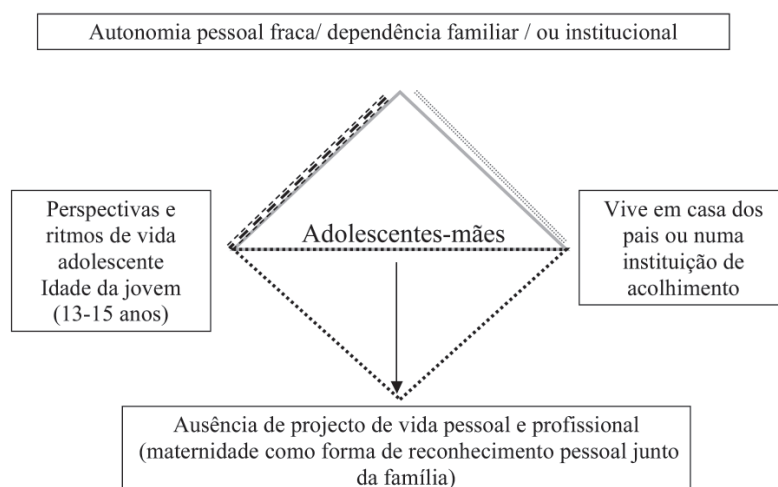 Autonomia pessoal fraca/ dependência familiar / ou institucional
Perspectivas e
ritmos de vida
adolescente
Idade da jovem
(13-15 anos)
Adolescentes-mães
Vive em casa dos
pais ou numa
instituição de
acolhimento
Ausência de projecto de vida pessoal e profissional
(maternidade como forma de reconhecimento pessoal junto
da família)